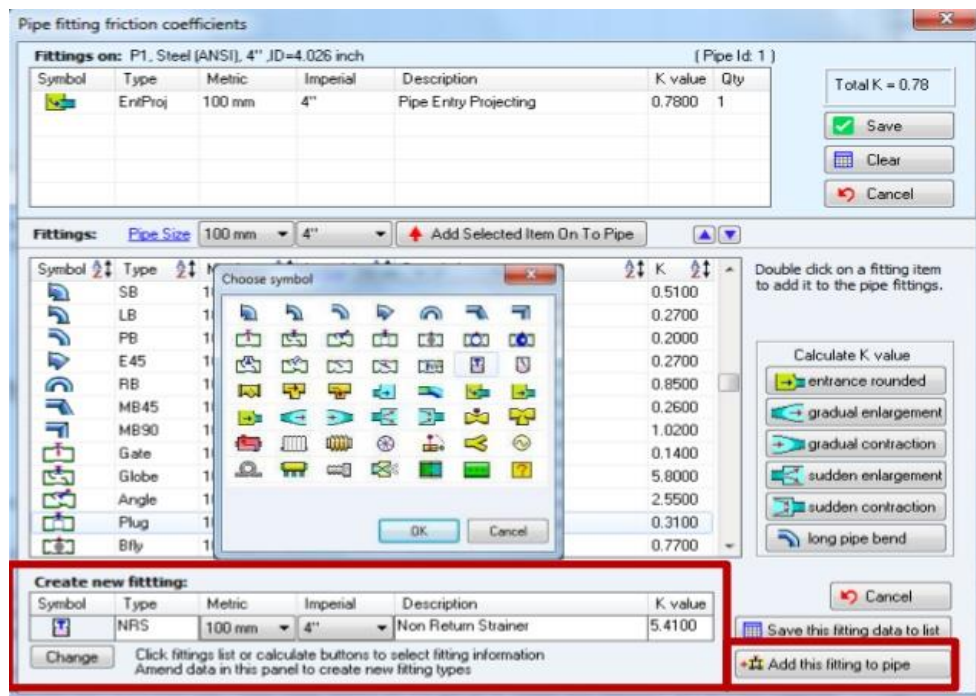 Pipe fitting friction coefficients
Fittings on: P1, Steel (ANSI), 4" ,ID=4.026 inch ( Pipe Id: 1 )
Symbol Type Metric Imperial Description K value Qty
EntProj 100 mm 4" Pipe Entry Projecting 0.7800 1
Total K = 0.78
Save
Clear
Cancel
Fittings: Pipe Size 100 mm 4" Add Selected Item On To Pipe
Symbol Type K
SB 0.5100
LB 0.2700
PB 0.2000
E45 0.2700
RB 0.8500
MB45 0.2600
MB90 1.0200
Gate 0.1400
Globe 5.8000
Angle 2.5500
Plug 0.3100
Bfly 0.7700
Choose symbol
OK Cancel
Double click on a fitting item
to add it to the pipe fittings.
Calculate K value
entrance rounded
gradual enlargement
gradual contraction
sudden enlargement
sudden contraction
long pipe bend
Create new fittting:
Symbol Type Metric Imperial Description K value
NRS 100 mm 4" Non Return Strainer 5.4100
Change Click fittings list or calculate buttons to select fitting information
Amend data in this panel to create new fitting types
Cancel
Save this fitting data to list
Add this fitting to pipe